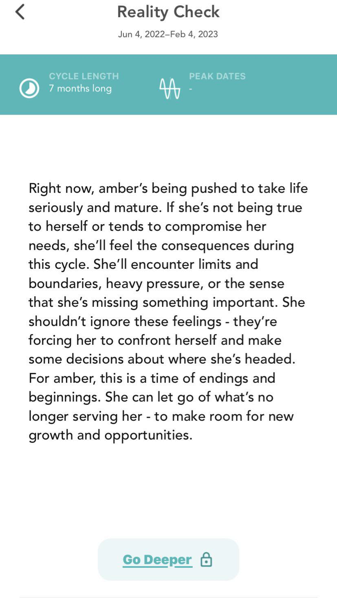 Reality Check
Jun 4, 2022–Feb 4, 2023
CYCLE LENGTH
7 months long
PEAK DATES
-
Right now, amber's being pushed to take life
seriously and mature. If she's not being true
to herself or tends to compromise her
needs, she'll feel the consequences during
this cycle. She'll encounter limits and
boundaries, heavy pressure, or the sense
that she's missing something important. She
shouldn't ignore these feelings - they're
forcing her to confront herself and make
some decisions about where she's headed.
For amber, this is a time of endings and
beginnings. She can let go of what's no
longer serving her - to make room for new
growth and opportunities.
Go Deeper